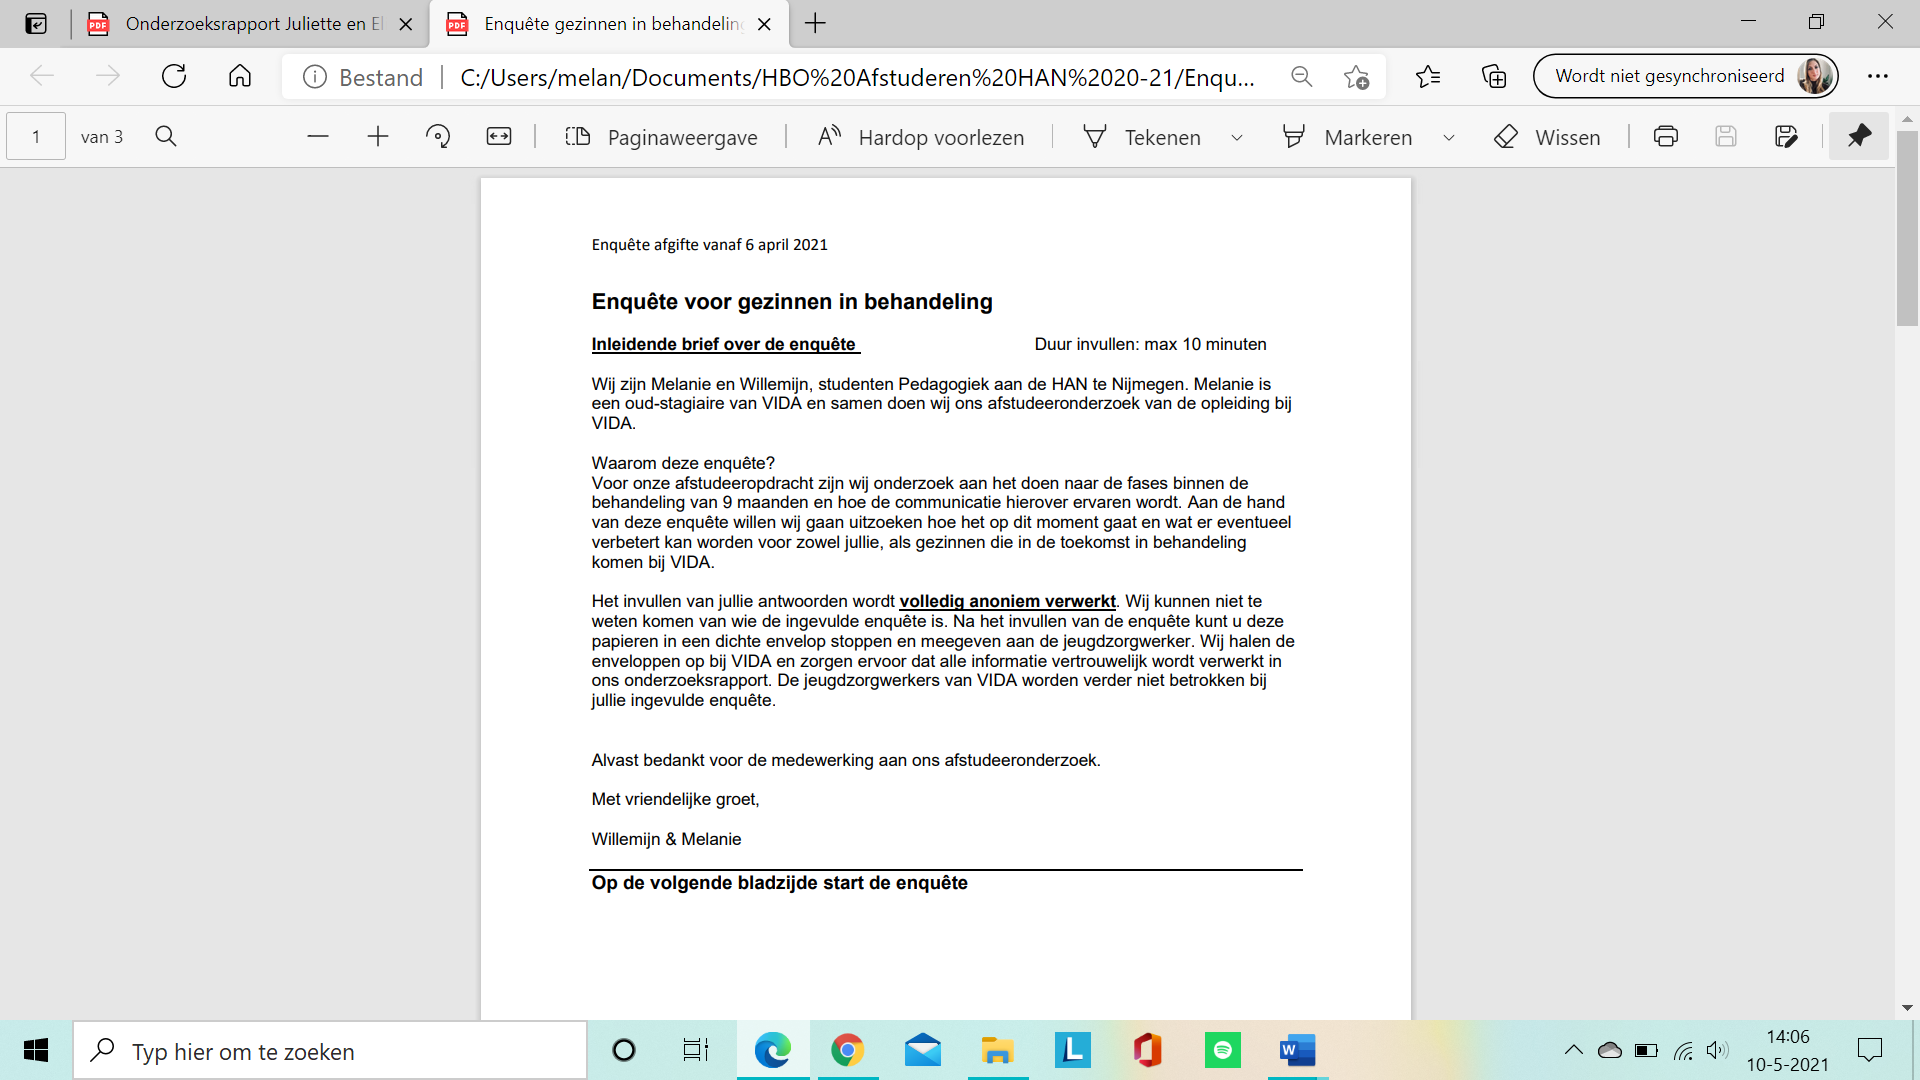 Onderzoeksrapport Juliette en El
Enquête gezinnen in behandeling
Bestand
C:/Users/melan/Documents/HBO%20Afstuderen%20HAN%2020-21/Enqu...
Wordt niet gesynchroniseerd
1 van 3
Paginaweergave
Hardop voorlezen
Tekenen
Markeren
Wissen
Enquête afgifte vanaf 6 april 2021
Enquête voor gezinnen in behandeling
Inleidende brief over de enquête Duur invullen: max 10 minuten
Wij zijn Melanie en Willemijn, studenten Pedagogiek aan de HAN te Nijmegen. Melanie is
een oud-stagiaire van VIDA en samen doen wij ons afstudeeronderzoek van de opleiding bij
VIDA.
Waarom deze enquête?
Voor onze afstudeeropdracht zijn wij onderzoek aan het doen naar de fases binnen de
behandeling van 9 maanden en hoe de communicatie hierover ervaren wordt. Aan de hand
van deze enquête willen wij gaan uitzoeken hoe het op dit moment gaat en wat er eventueel
verbetert kan worden voor zowel jullie, als gezinnen die in de toekomst in behandeling
komen bij VIDA.
Het invullen van jullie antwoorden wordt volledig anoniem verwerkt. Wij kunnen niet te
weten komen van wie de ingevulde enquête is. Na het invullen van de enquête kunt u deze
papieren in een dichte envelop stoppen en meegeven aan de jeugdzorgwerker. Wij halen de
enveloppen op bij VIDA en zorgen ervoor dat alle informatie vertrouwelijk wordt verwerkt in
ons onderzoeksrapport. De jeugdzorgwerkers van VIDA worden verder niet betrokken bij
jullie ingevulde enquête.
Alvast bedankt voor de medewerking aan ons afstudeeronderzoek.
Met vriendelijke groet,
Willemijn & Melanie
Op de volgende bladzijde start de enquête
Typ hier om te zoeken
14:06
10-5-2021